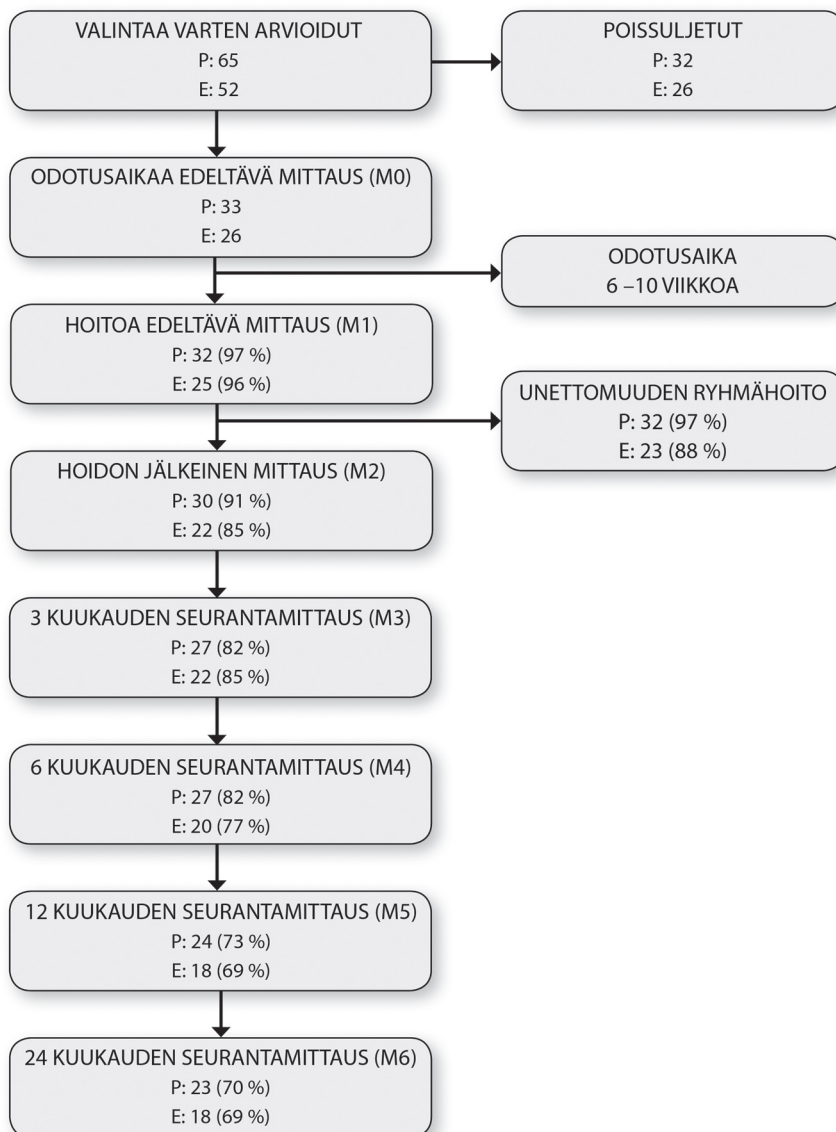 VALINTAA VARTEN ARVIOIDUT
P: 65
E: 52
POISSULJETUT
P: 32
E: 26
ODOTUSAIKAA EDELTÄVÄ MITTAUS (M0)
P: 33
E: 26
ODOTUSAIKA
6 –10 VIIKKOA
HOITOA EDELTÄVÄ MITTAUS (M1)
P: 32 (97 %)
E: 25 (96 %)
UNETTOMUUDEN RYHMÄHOITO
P: 32 (97 %)
E: 23 (88 %)
HOIDON JÄLKEINEN MITTAUS (M2)
P: 30 (91 %)
E: 22 (85 %)
3 KUUKAUDEN SEURANTAMITTAUS (M3)
P: 27 (82 %)
E: 22 (85 %)
6 KUUKAUDEN SEURANTAMITTAUS (M4)
P: 27 (82 %)
E: 20 (77 %)
12 KUUKAUDEN SEURANTAMITTAUS (M5)
P: 24 (73 %)
E: 18 (69 %)
24 KUUKAUDEN SEURANTAMITTAUS (M6)
P: 23 (70 %)
E: 18 (69 %)